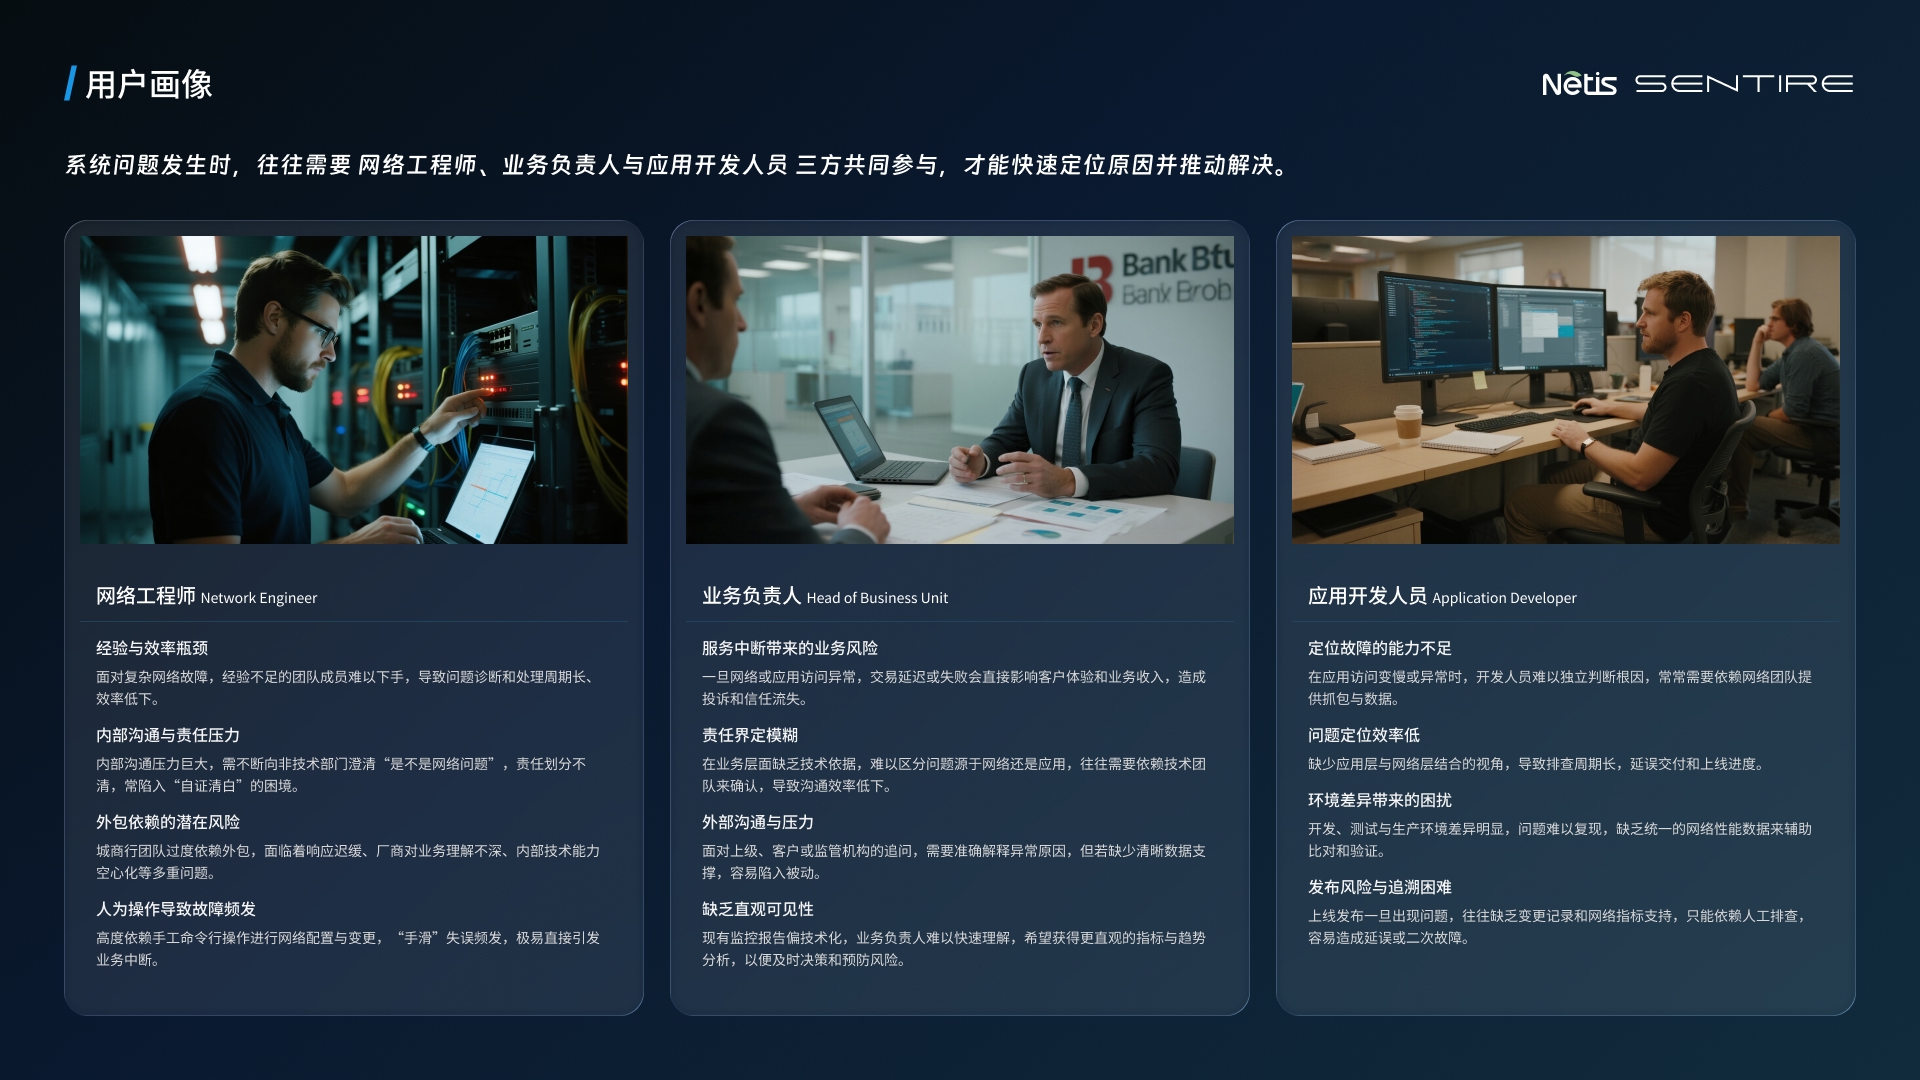 用户画像
Netis SENTIRE
系统问题发生时，往往需要 网络工程师、业务负责人与应用开发人员 三方共同参与，才能快速定位原因并推动解决。
Bank Btu
Bank Brob
网络工程师 Network Engineer
经验与效率瓶颈
面对复杂网络故障，经验不足的团队成员难以下手，导致问题诊断和处理周期长、
效率低下。
内部沟通与责任压力
内部沟通压力巨大，需不断向非技术部门澄清“是不是网络问题”，责任划分不
清，常陷入“自证清白”的困境。
外包依赖的潜在风险
城商行团队过度依赖外包，面临着响应迟缓、厂商对业务理解不深、内部技术能力
空心化等多重问题。
人为操作导致故障频发
高度依赖手工命令行操作进行网络配置与变更，“手滑”失误频发，极易直接引发
业务中断。
业务负责人 Head of Business Unit
服务中断带来的业务风险
一旦网络或应用访问异常，交易延迟或失败会直接影响客户体验和业务收入，造成
投诉和信任流失。
责任界定模糊
在业务层面缺乏技术依据，难以区分问题源于网络还是应用，往往需要依赖技术团
队来确认，导致沟通效率低下。
外部沟通与压力
面对上级、客户或监管机构的追问，需要准确解释异常原因，但若缺少清晰数据支
撑，容易陷入被动。
缺乏直观可见性
现有监控报告偏技术化，业务负责人难以快速理解，希望获得更直观的指标与趋势
分析，以便及时决策和预防风险。
应用开发人员 Application Developer
定位故障的能力不足
在应用访问变慢或异常时，开发人员难以独立判断根因，常常需要依赖网络团队提
供抓包与数据。
问题定位效率低
缺少应用层与网络层结合的视角，导致排查周期长，延误交付和上线进度。
环境差异带来的困扰
开发、测试与生产环境差异明显，问题难以复现，缺乏统一的网络性能数据来辅助
比对和验证。
发布风险与追溯困难
上线发布一旦出现问题，往往缺乏变更记录和网络指标支持，只能依赖人工排查，
容易造成延误或二次故障。